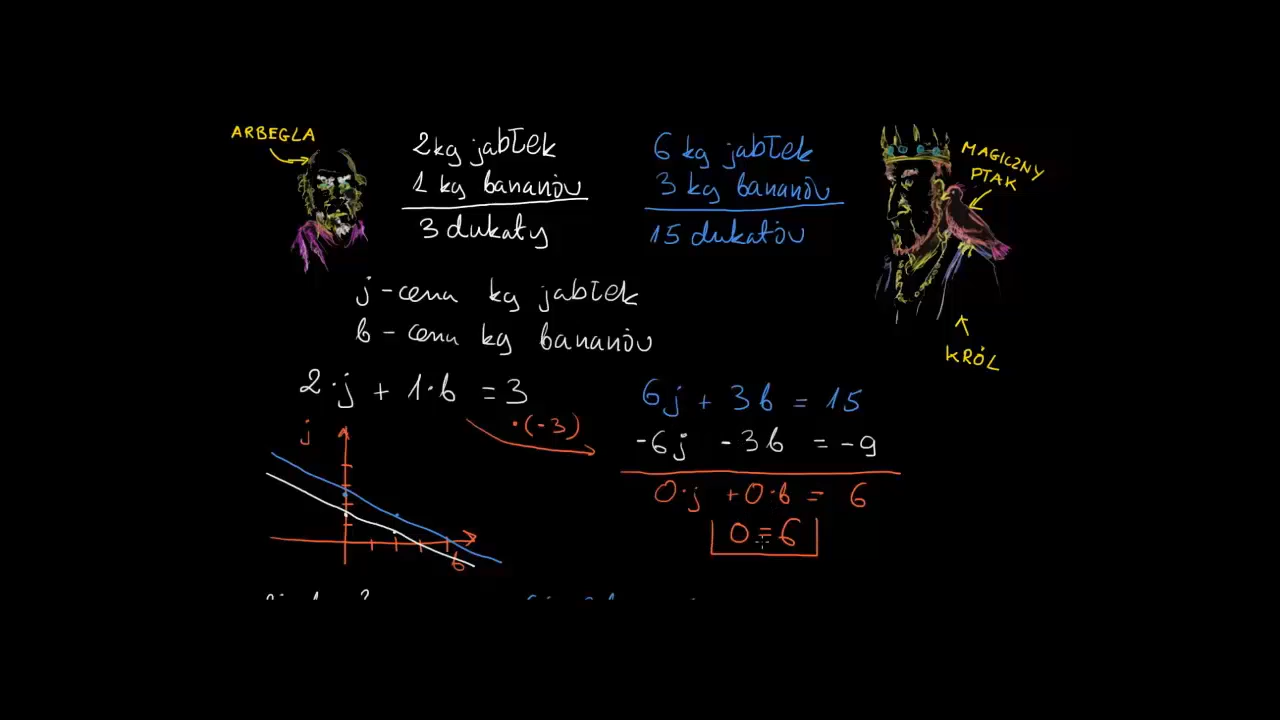 ARBEGLA
2kg jabłek
1 kg bananów
3 dukaty
6 kg jabłek
3 kg bananów
15 dukatów
MAGICZNY
PTAK
KRÓL
j - cena kg jabłek
b - cena kg bananów
2·j + 1·b = 3
·(-3)
6j + 3b = 15
-6j - 3b = -9
0·j + 0·b = 6
0=6
j
b